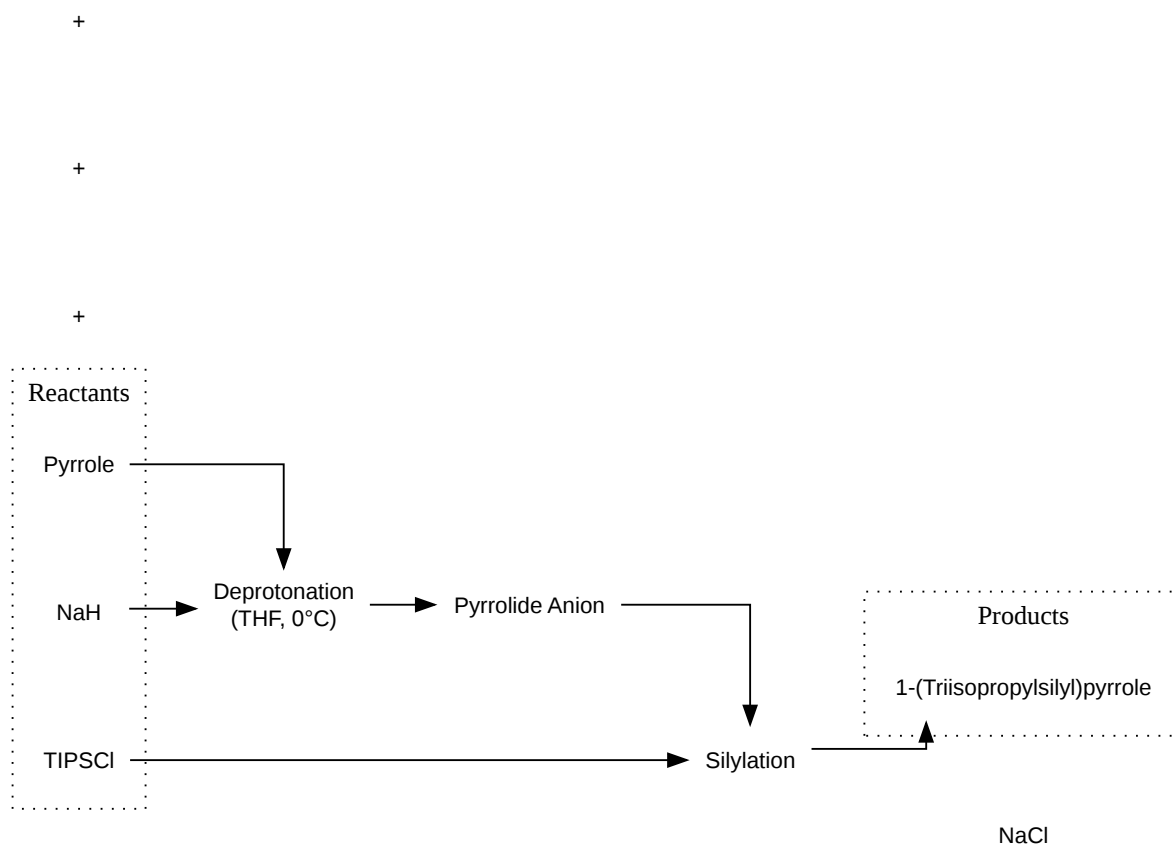 +
+
+
Reactants
Pyrrole
Deprotonation
(THF, 0°C)
NaH
Pyrrolide Anion
Products
1-(Triisopropylsilyl)pyrrole
TIPSCl
Silylation
NaCl